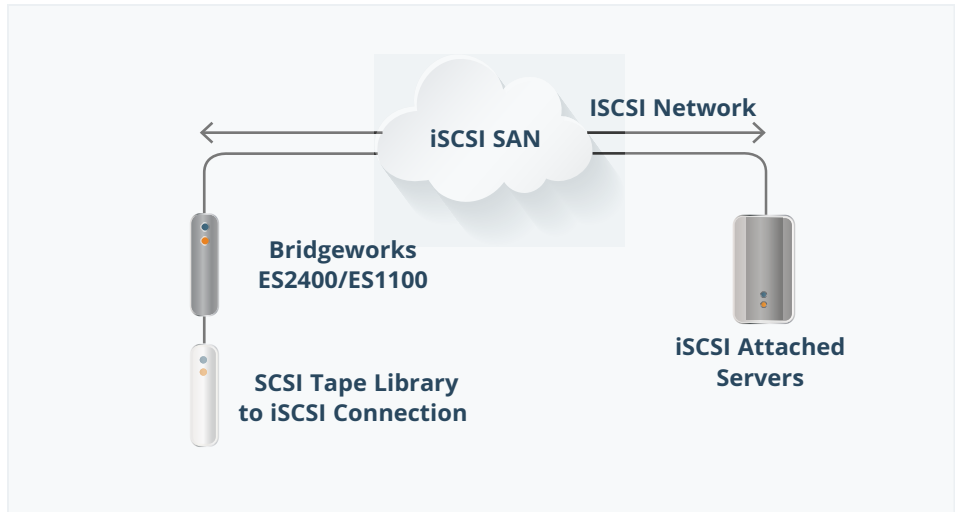 ISCSI Network
iSCSI SAN
Bridgeworks
ES2400/ES1100
iSCSI Attached
Servers
SCSI Tape Library
to iSCSI Connection